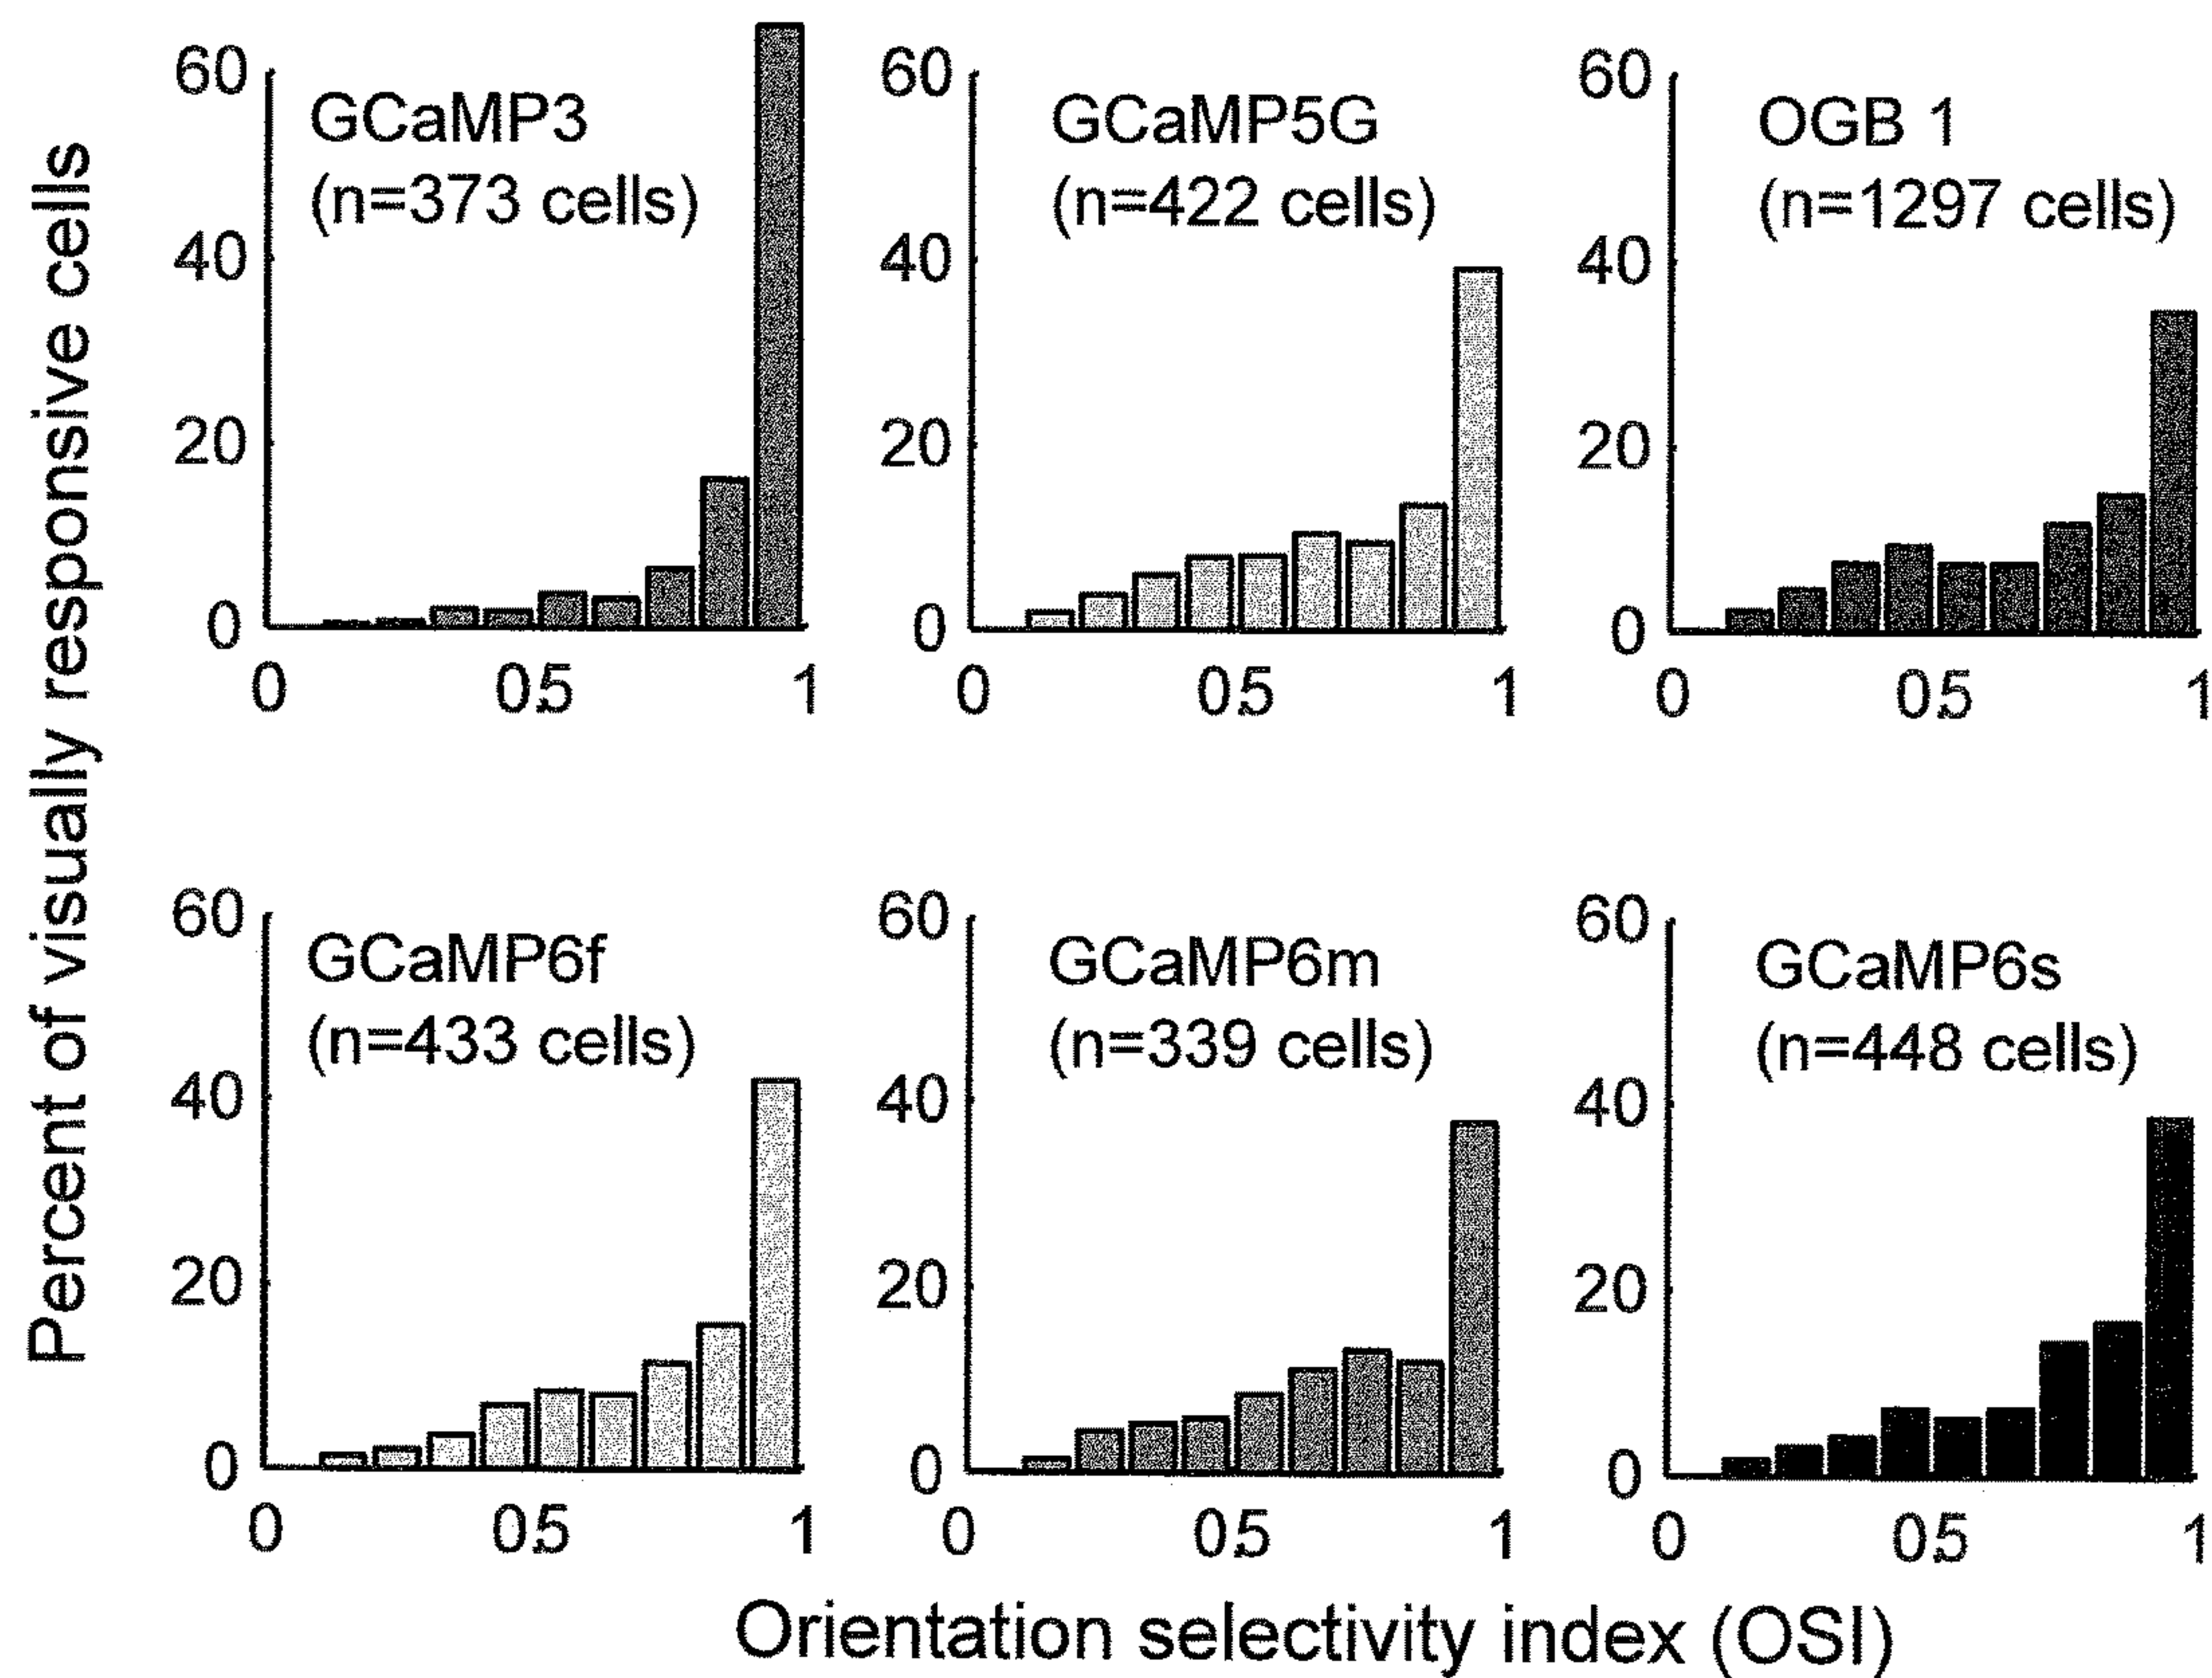 Percent of visually responsive cells
60
40
20
0
GCaMP3
(n=373 cells)
0 0.5 1
60
40
20
0
GCaMP5G
(n=422 cells)
0 0.5 1
60
40
20
0
OGB 1
(n=1297 cells)
0 0.5 1
60
40
20
0
GCaMP6f
(n=433 cells)
0 0.5 1
60
40
20
0
GCaMP6m
(n=339 cells)
0 0.5 1
60
40
20
0
GCaMP6s
(n=448 cells)
0 0.5 1
Orientation selectivity index (OSI)